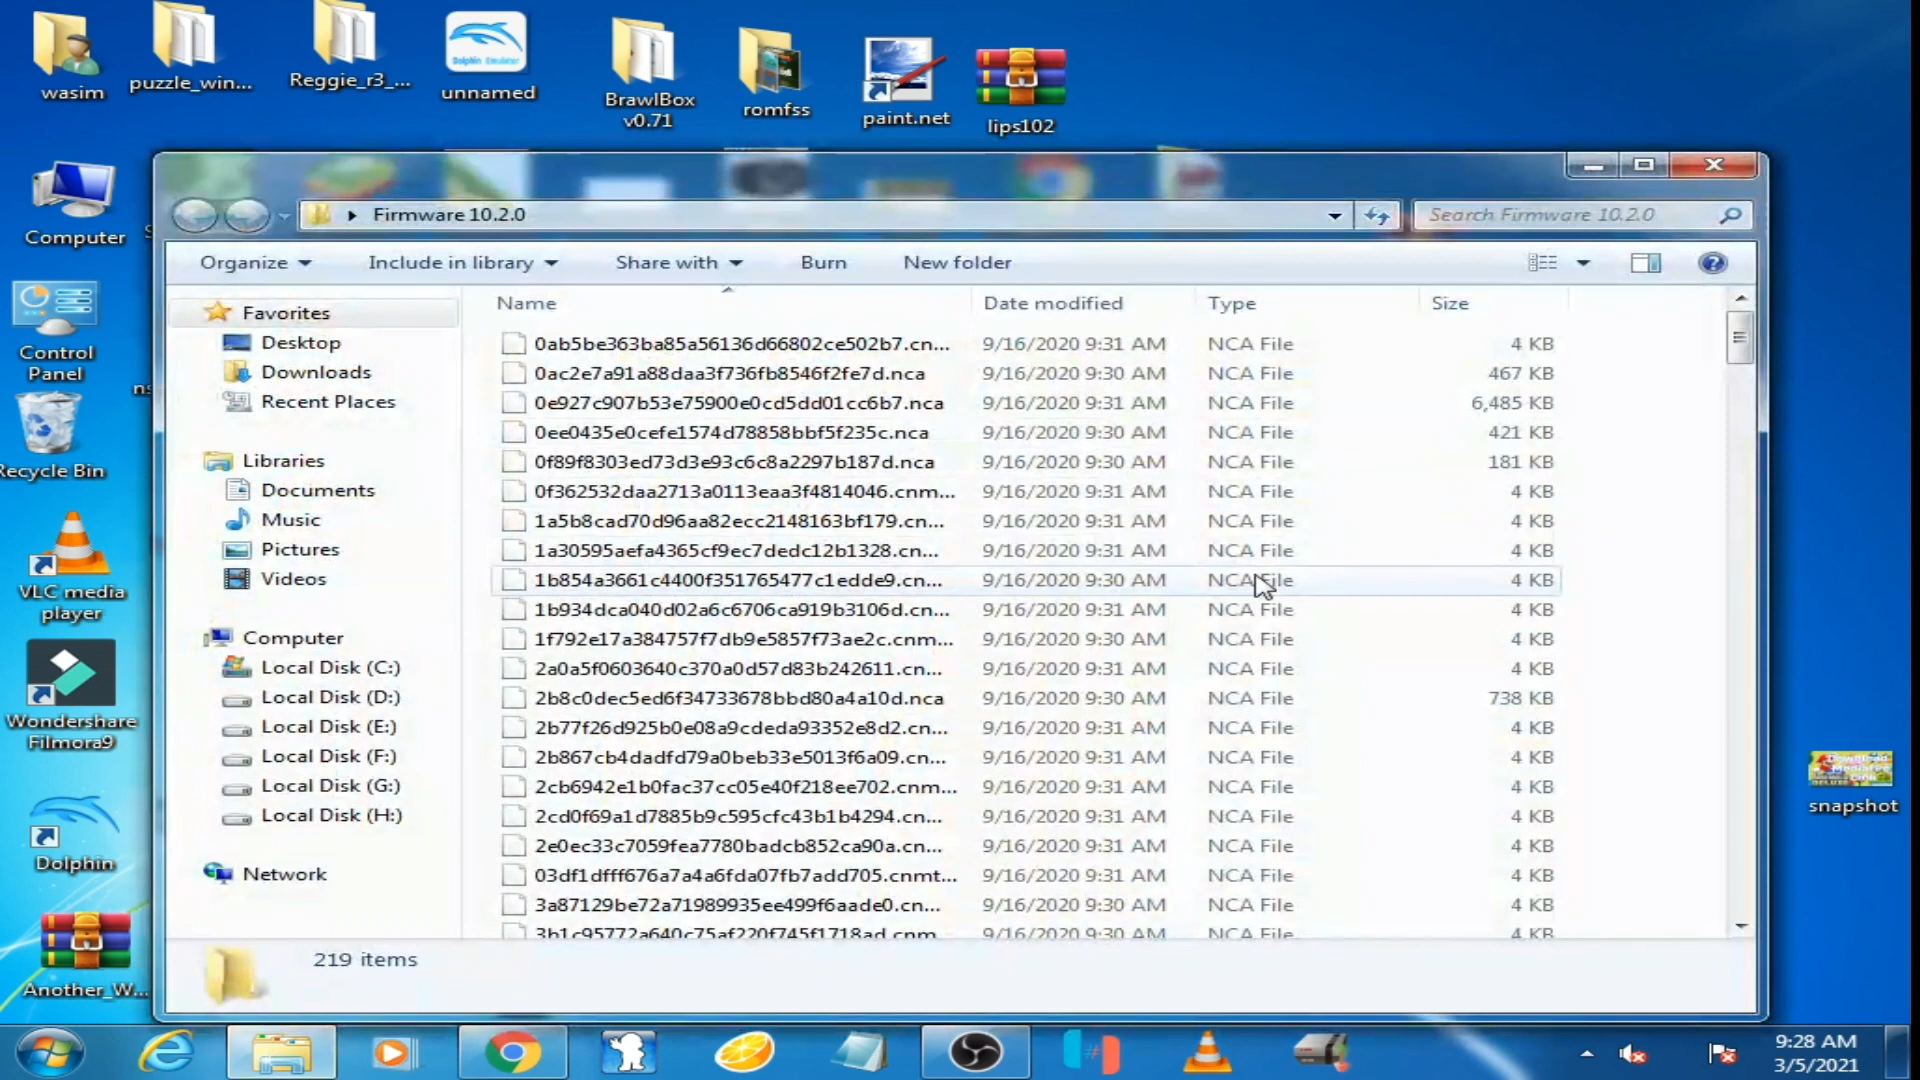 wasim
puzzle_win...
Reggie_r3_...
unnamed
BrawlBox
v0.71
romfss
paint.net
lips102
Computer
Control
Panel
Recycle Bin
VLC media
player
Wondershare
Filmora9
Dolphin
Another_W...
snapshot
Firmware 10.2.0
Search Firmware 10.2.0
Organize Include in library Share with Burn New folder
Favorites
Desktop
Downloads
Recent Places
Libraries
Documents
Music
Pictures
Videos
Computer
Local Disk (C:)
Local Disk (D:)
Local Disk (E:)
Local Disk (F:)
Local Disk (G:)
Local Disk (H:)
Network
Name Date modified Type Size
0ab5be363ba85a56136d66802ce502b7.cn... 9/16/2020 9:31 AM NCA File 4 KB
0ac2e7a91a88daa3f736fb8546f2fe7d.nca 9/16/2020 9:30 AM NCA File 467 KB
0e927c907b53e75900e0cd5dd01cc6b7.nca 9/16/2020 9:31 AM NCA File 6,485 KB
0ee0435e0cefe1574d78858bbf5f235c.nca 9/16/2020 9:30 AM NCA File 421 KB
0f89f8303ed73d3e93c6c8a2297b187d.nca 9/16/2020 9:30 AM NCA File 181 KB
0f362532daa2713a0113eaa3f4814046.cnm... 9/16/2020 9:31 AM NCA File 4 KB
1a5b8cad70d96aa82ecc2148163bf179.cn... 9/16/2020 9:31 AM NCA File 4 KB
1a30595aefa4365cf9ec7dedc12b1328.cn... 9/16/2020 9:31 AM NCA File 4 KB
1b854a3661c4400f351765477c1edde9.cn... 9/16/2020 9:30 AM NCA File 4 KB
1b934dca040d02a6c6706ca919b3106d.cn... 9/16/2020 9:31 AM NCA File 4 KB
1f792e17a384757f7db9e5857f73ae2c.cnm... 9/16/2020 9:30 AM NCA File 4 KB
2a0a5f0603640c370a0d57d83b242611.cn... 9/16/2020 9:31 AM NCA File 4 KB
2b8c0dec5ed6f34733678bbd80a4a10d.nca 9/16/2020 9:30 AM NCA File 738 KB
2b77f26d925b0e08a9cdeda93352e8d2.cn... 9/16/2020 9:31 AM NCA File 4 KB
2b867cb4dadfd79a0beb33e5013f6a09.cn... 9/16/2020 9:31 AM NCA File 4 KB
2cb6942e1b0fac37cc05e40f218ee702.cnm... 9/16/2020 9:31 AM NCA File 4 KB
2cd0f69a1d7885b9c595cfc43b1b4294.cn... 9/16/2020 9:31 AM NCA File 4 KB
2e0ec33c7059fea7780badcb852ca90a.cn... 9/16/2020 9:31 AM NCA File 4 KB
03df1dfff676a7a4a6fda07fb7add705.cnmt... 9/16/2020 9:31 AM NCA File 4 KB
3a87129be72a71989935ee499f6aade0.cn... 9/16/2020 9:30 AM NCA File 4 KB
3b1c95772a640c75af220f745f1718ad.cnm... 9/16/2020 9:30 AM NCA File 4 KB
219 items
9:28 AM
3/5/2021